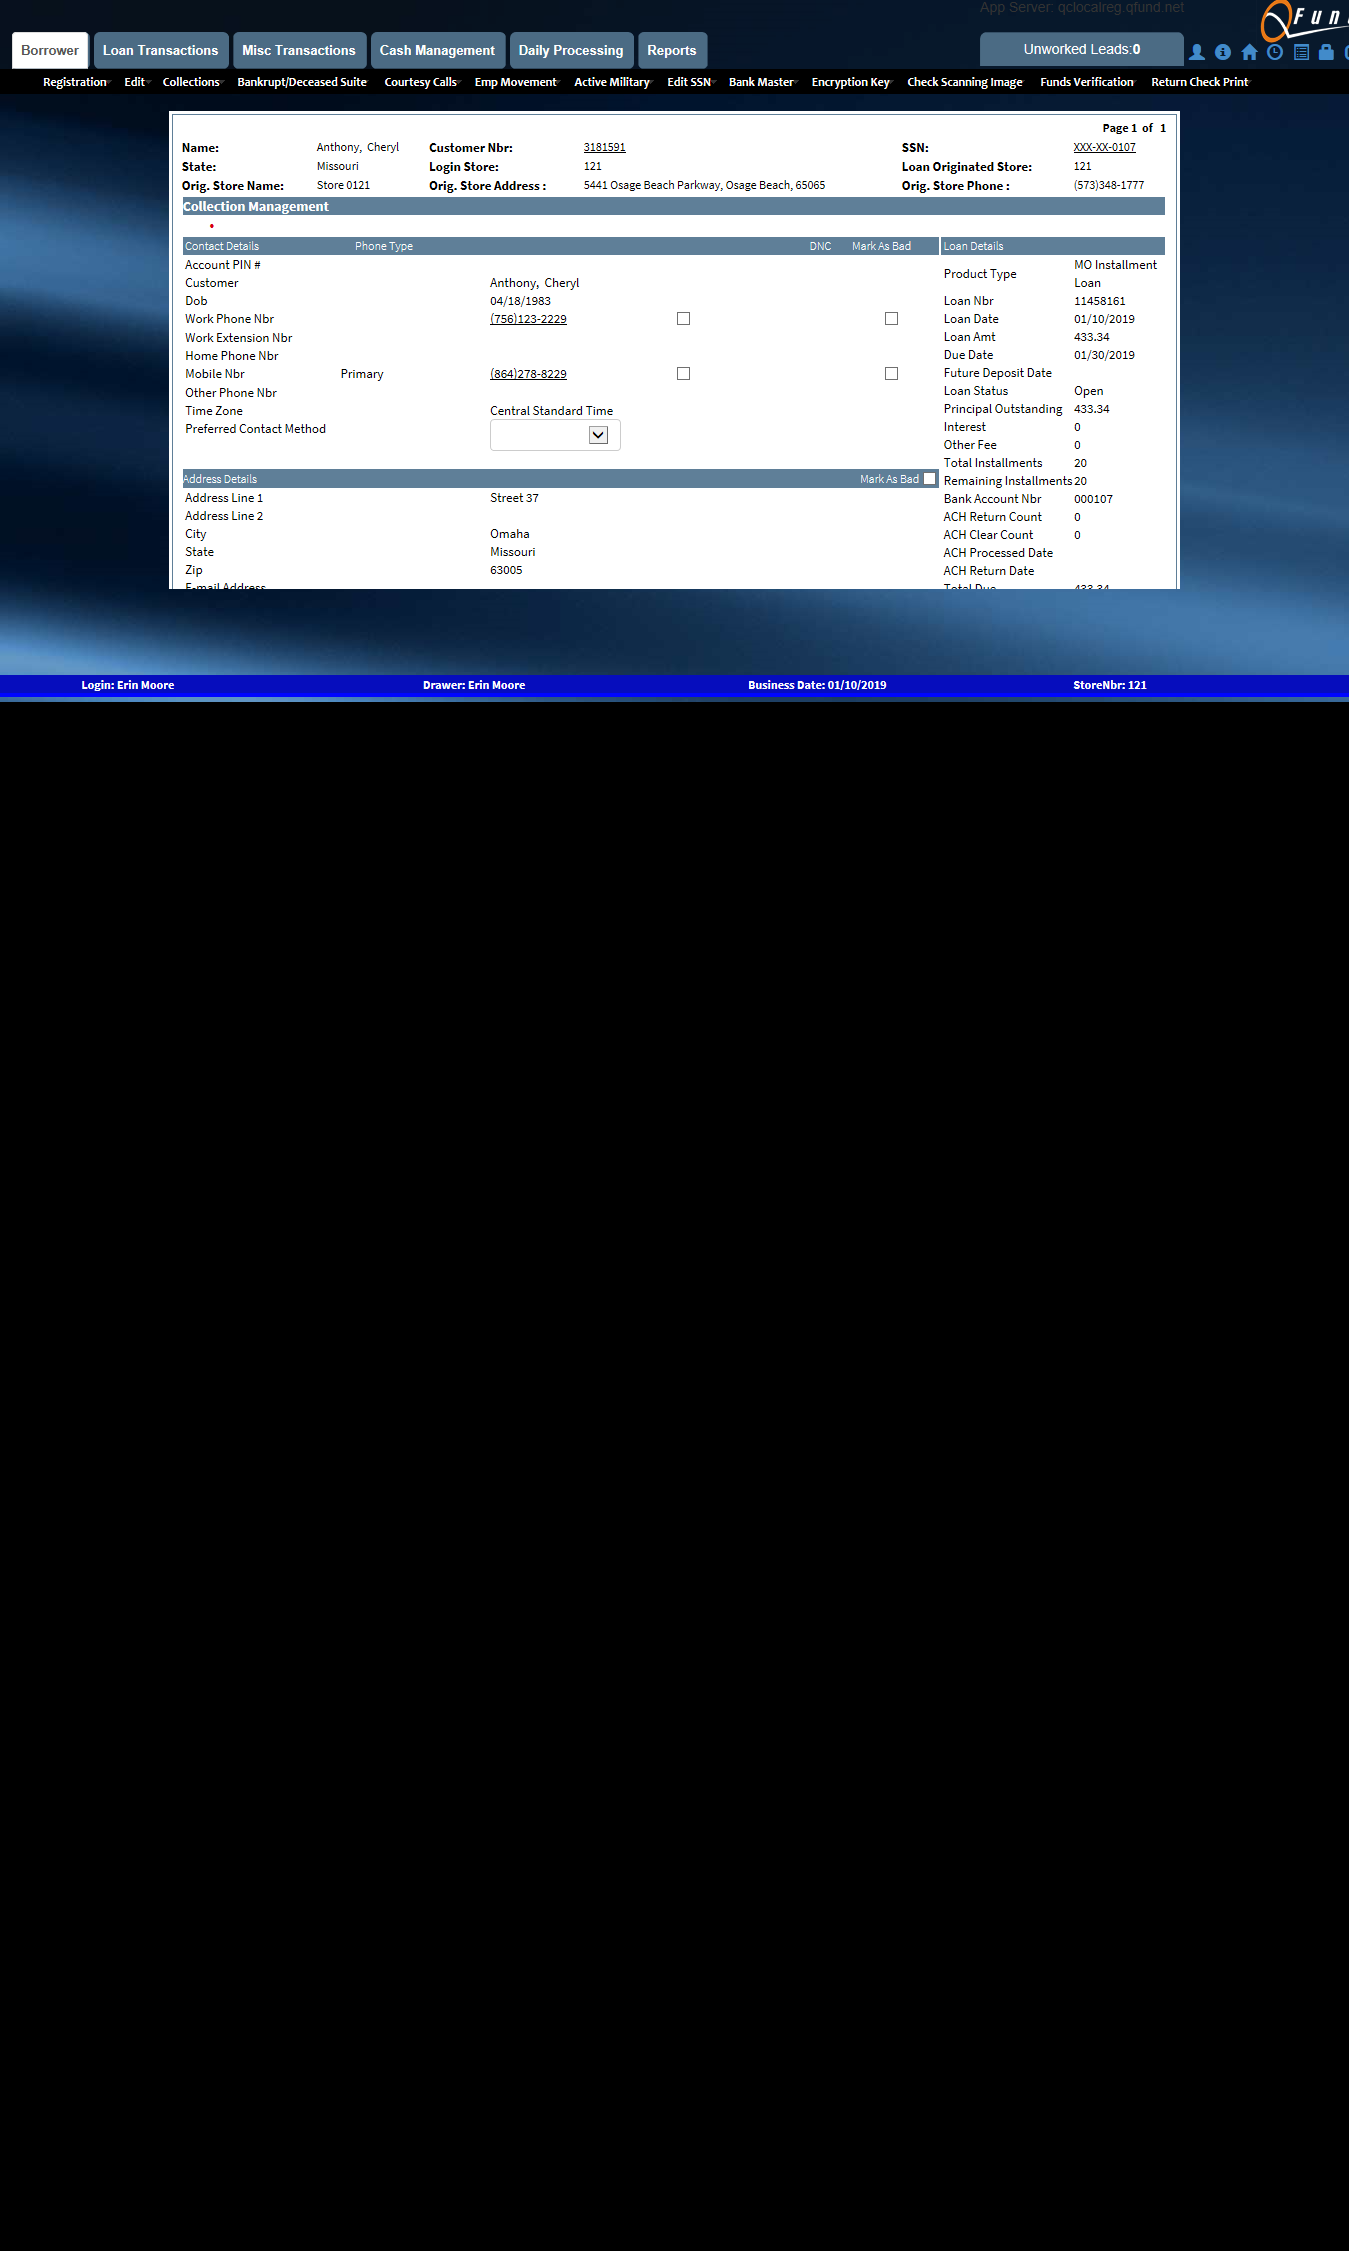 App Server: qclocalreg.qfund.net
QFun
Borrower Loan Transactions Misc Transactions Cash Management Daily Processing Reports Unworked Leads:0
Registration Edit Collections Bankrupt/Deceased Suite Courtesy Calls Emp Movement Active Military Edit SSN Bank Master Encryption Key Check Scanning Image Funds Verification Return Check Print
Page 1 of 1
Name: Anthony, Cheryl Customer Nbr: 3181591 SSN: XXX-XX-0107
State: Missouri Login Store: 121 Loan Originated Store: 121
Orig. Store Name: Store 0121 Orig. Store Address : 5441 Osage Beach Parkway, Osage Beach, 65065 Orig. Store Phone : (573)348-1777
Collection Management
Contact Details Phone Type DNC Mark As Bad
Account PIN #
Customer Anthony, Cheryl
Dob 04/18/1983
Work Phone Nbr (756)123-2229
Work Extension Nbr
Home Phone Nbr
Mobile Nbr Primary (864)278-8229
Other Phone Nbr
Time Zone Central Standard Time
Preferred Contact Method
Address Details Mark As Bad
Address Line 1 Street 37
Address Line 2
City Omaha
State Missouri
Zip 63005
E-mail Address
Loan Details
Product Type MO Installment Loan
Loan Nbr 11458161
Loan Date 01/10/2019
Loan Amt 433.34
Due Date 01/30/2019
Future Deposit Date
Loan Status Open
Principal Outstanding 433.34
Interest 0
Other Fee 0
Total Installments 20
Remaining Installments 20
Bank Account Nbr 000107
ACH Return Count 0
ACH Clear Count 0
ACH Processed Date
ACH Return Date
Total Due 433.34
Login: Erin Moore Drawer: Erin Moore Business Date: 01/10/2019 StoreNbr: 121